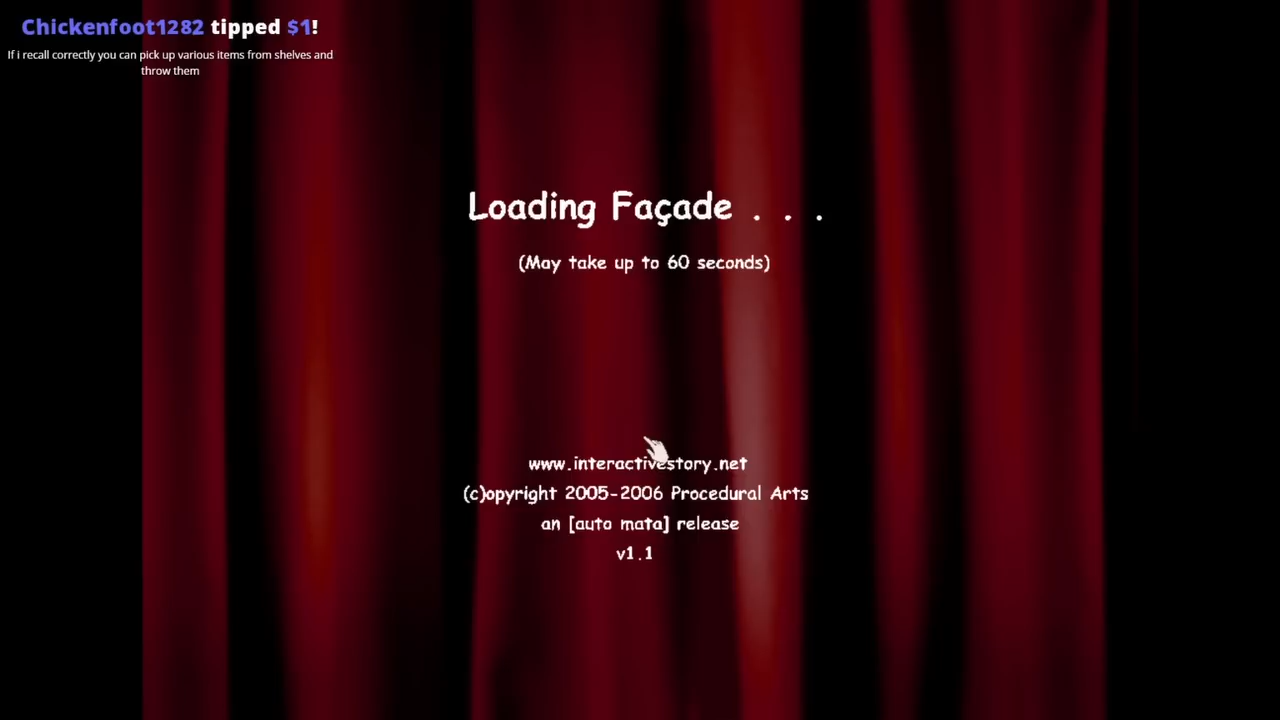 Chickenfoot1282 tipped $1!
If i recall correctly you can pick up various items from shelves and
throw them
Loading Façade . . .
(May take up to 60 seconds)
www.interactivestory.net
(c)opyright 2005-2006 Procedural Arts
an [auto mata] release
v1.1